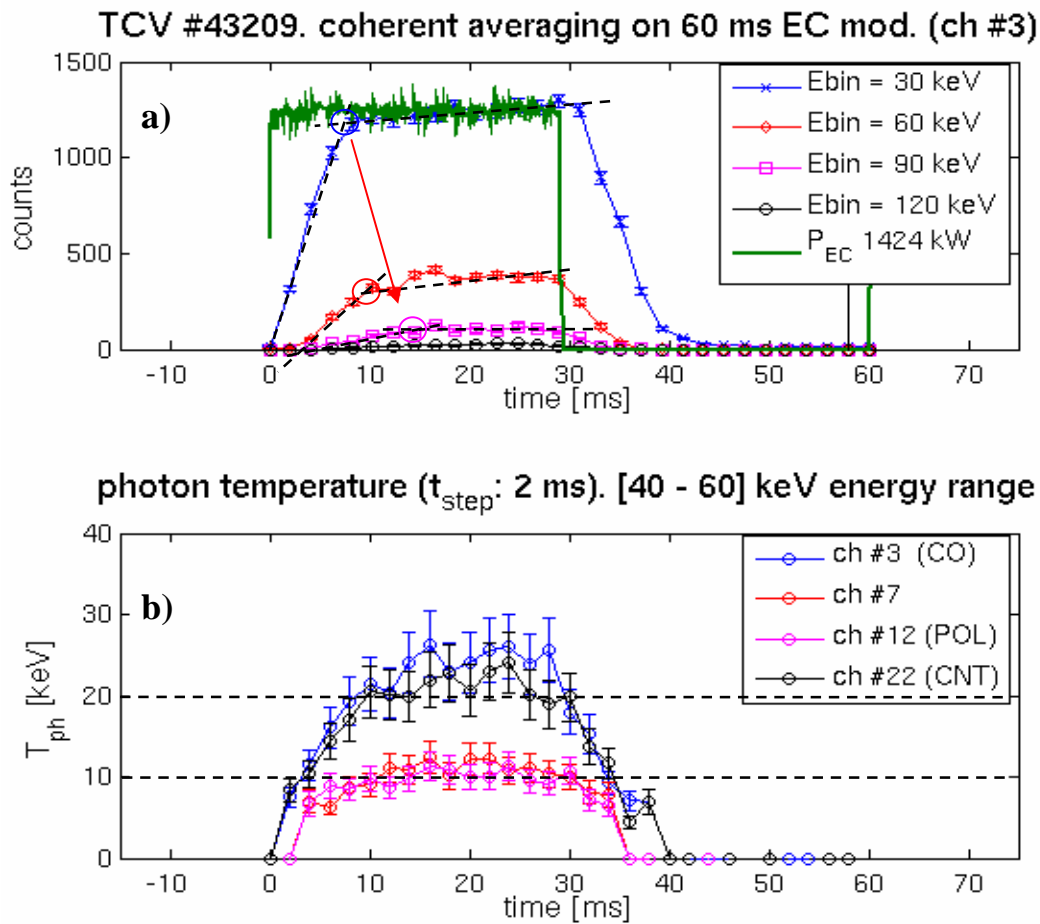 TCV #43209. coherent averaging on 60 ms EC mod. (ch #3)
a)
1500
1000
500
0
counts
-10 0 10 20 30 40 50 60 70
time [ms]
Ebin = 30 keV
Ebin = 60 keV
Ebin = 90 keV
Ebin = 120 keV
P_EC 1424 kW
photon temperature (t_step: 2 ms). [40 - 60] keV energy range
b)
40
30
20
10
0
T_ph [keV]
-10 0 10 20 30 40 50 60 70
time [ms]
ch #3 (CO)
ch #7
ch #12 (POL)
ch #22 (CNT)